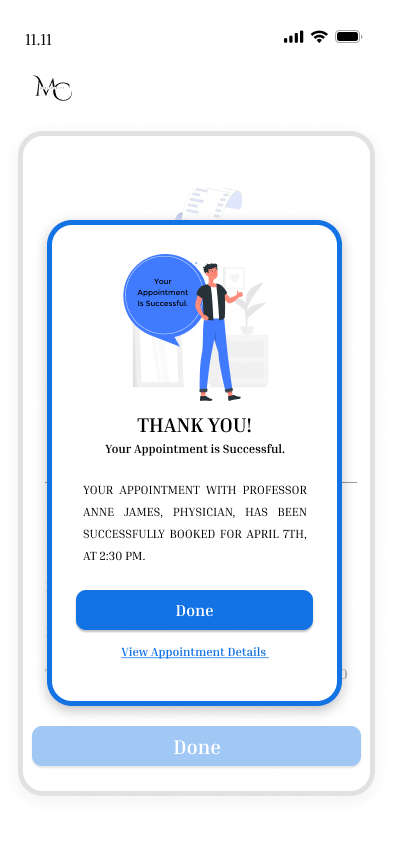 11.11
MC
Your
Appointment
Is Successful.
THANK YOU!
Your Appointment is Successful.
YOUR APPOINTMENT WITH PROFESSOR
ANNE JAMES, PHYSICIAN, HAS BEEN
SUCCESSFULLY BOOKED FOR APRIL 7TH,
AT 2:30 PM.
Done
View Appointment Details
Done